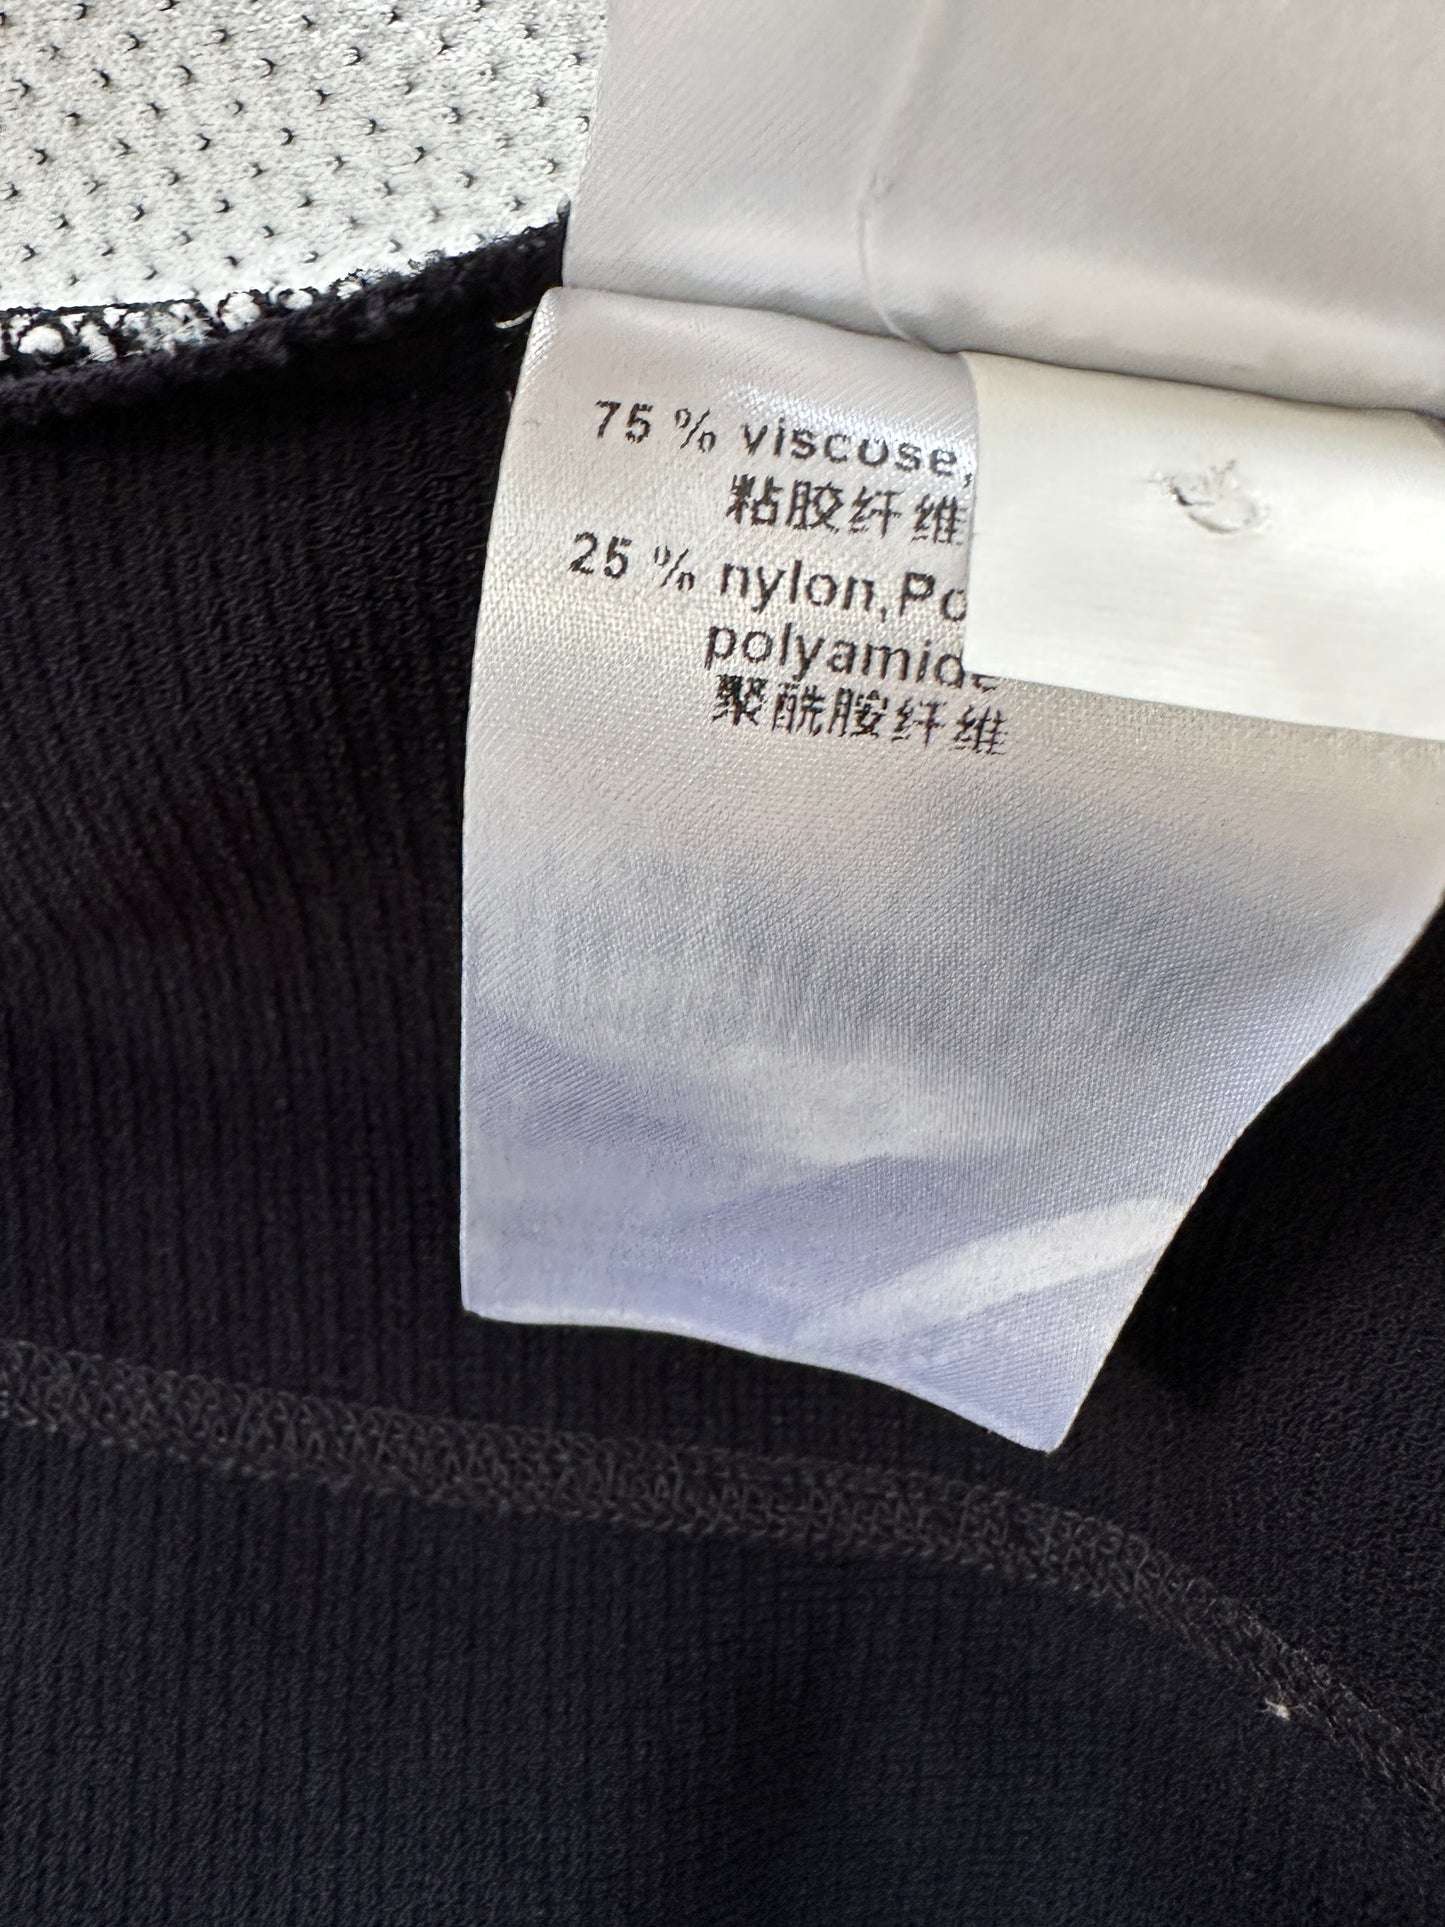 75 % viscose,
粘胶纤维
25 % nylon,Po
polyamide
聚酰胺纤维